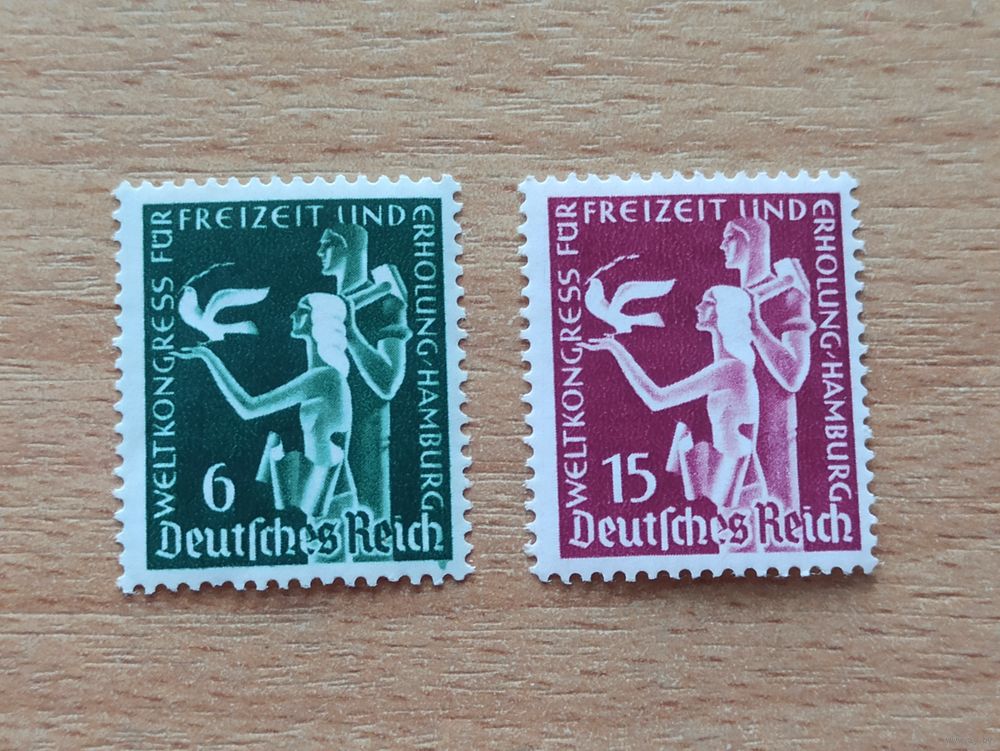 WELTKONGRESS FÜR FREIZEIT UND ERHOLUNG/HAMBURG
6
Deutſches Reich
WELTKONGRESS FÜR FREIZEIT UND ERHOLUNG/HAMBURG
15
Deutſches Reich